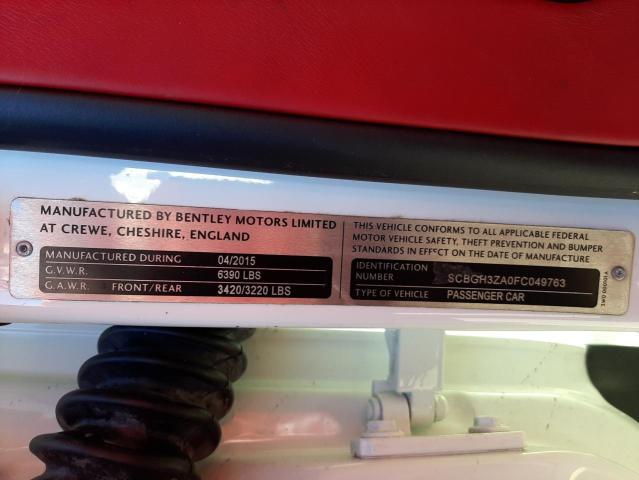 MANUFACTURED BY BENTLEY MOTORS LIMITED
AT CREWE, CHESHIRE, ENGLAND
MANUFACTURED DURING 04/2015
G.V.W.R. 6390 LBS
G.A.W.R. FRONT/REAR 3420/3220 LBS
THIS VEHICLE CONFORMS TO ALL APPLICABLE FEDERAL
MOTOR VEHICLE SAFETY, THEFT PREVENTION AND BUMPER
STANDARDS IN EFFECT ON THE DATE OF MANUFACTURE
IDENTIFICATION
NUMBER SCBGH3ZA0FC049763
TYPE OF VEHICLE PASSENGER CAR